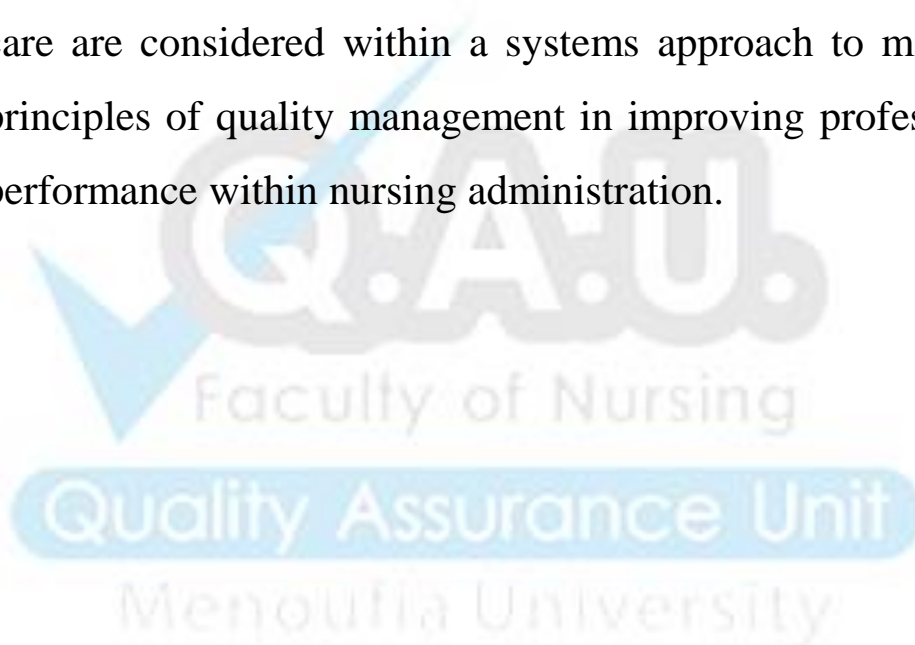 care are considered within a systems approach to m
principles of quality management in improving profes
performance within nursing administration.
Q.A.U.
Faculty of Nursing
Quality Assurance Unit
Menoufia University